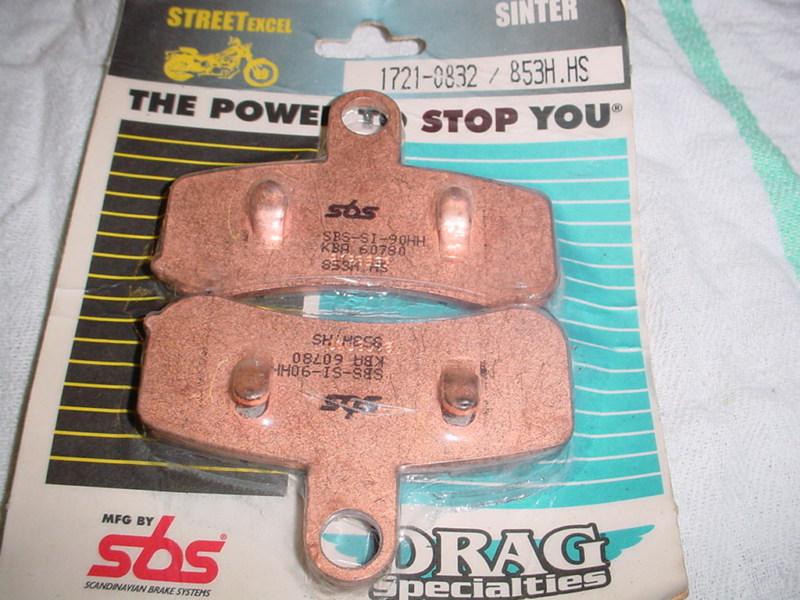 STREET EXCEL
SINTER
1721-0832 / 853H.HS
THE POWER TO STOP YOU®
sbs
SBS-SI-90HH
KBA 60780
853H.HS
853H.HS
KBA 60780
SBS-SI-90HH
sbs
MFG BY
sbs
SCANDINAVIAN BRAKE SYSTEMS
DRAG
Specialties